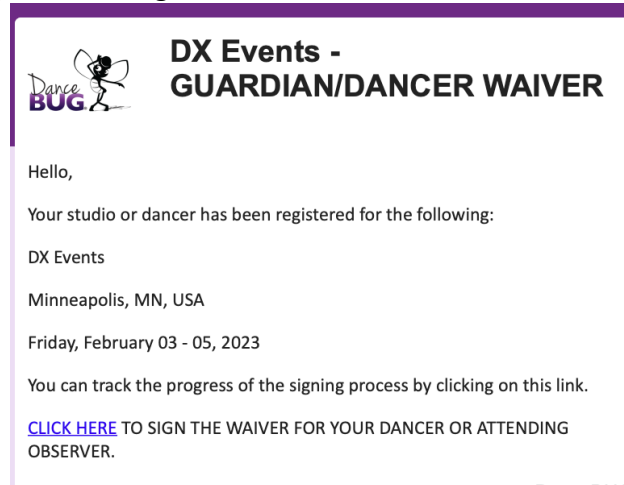 Dance
BUG
DX Events -
GUARDIAN/DANCER WAIVER
Hello,
Your studio or dancer has been registered for the following:
DX Events
Minneapolis, MN, USA
Friday, February 03 - 05, 2023
You can track the progress of the signing process by clicking on this link.
CLICK HERE TO SIGN THE WAIVER FOR YOUR DANCER OR ATTENDING
OBSERVER.